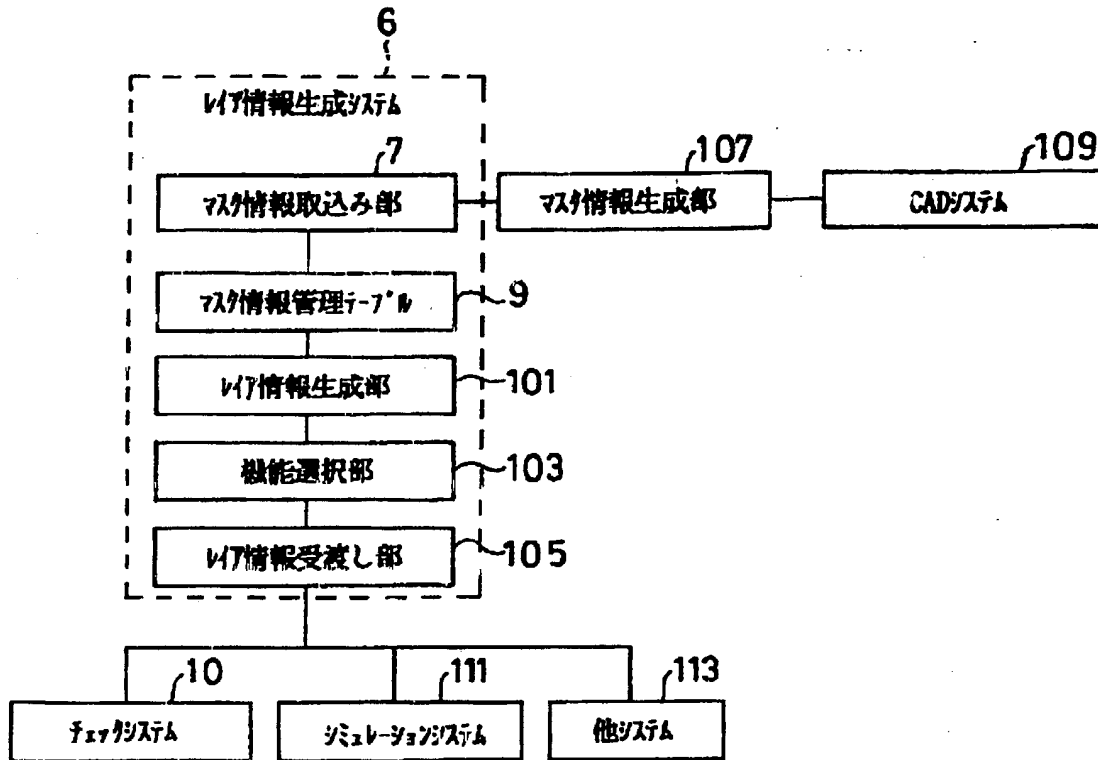 6
レイア情報生成システム
7
107
109
マスタ情報取込み部
マスタ情報生成部
CADシステム
マスタ情報管理テーブル
9
レイア情報生成部
101
機能選択部
103
レイア情報受渡し部
105
10
111
113
チェックシステム
シミュレーションシステム
他システム